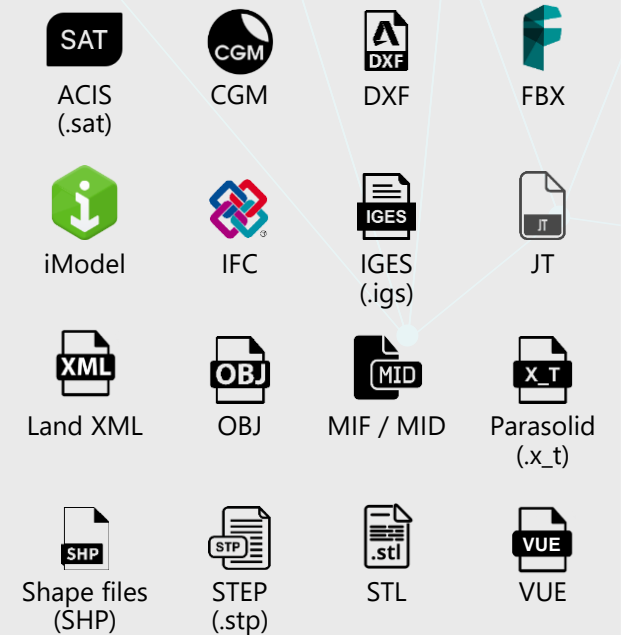 SAT
CGM
DXF
ACIS
(.sat)
CGM
DXF
FBX
IGES
JT
iModel
IFC
IGES
(.igs)
JT
XML
OBJ
MID
X_T
Land XML
OBJ
MIF / MID
Parasolid
(.x_t)
SHP
STP
.stl
VUE
Shape files
(SHP)
STEP
(.stp)
STL
VUE